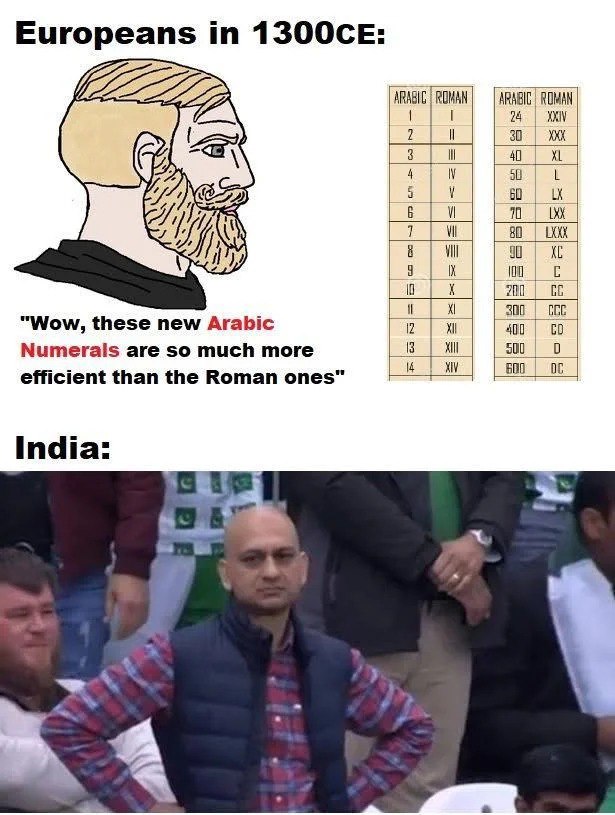 Europeans in 1300CE:
"Wow, these new Arabic
Numerals are so much more
efficient than the Roman ones"
ARABIC ROMAN
1 I
2 II
3 III
4 IV
5 V
6 VI
7 VII
8 VIII
9 IX
10 X
11 XI
12 XII
13 XIII
14 XIV
ARABIC ROMAN
24 XXIV
30 XXX
40 XL
50 L
60 LX
70 LXX
80 LXXX
90 XC
100 C
200 CC
300 CCC
400 CD
500 D
600 DC
India: